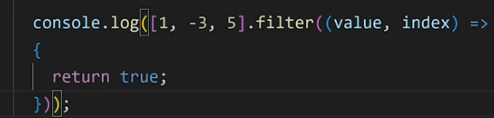 console.log([1, -3, 5].filter((value, index) =>
{
return true;
}));